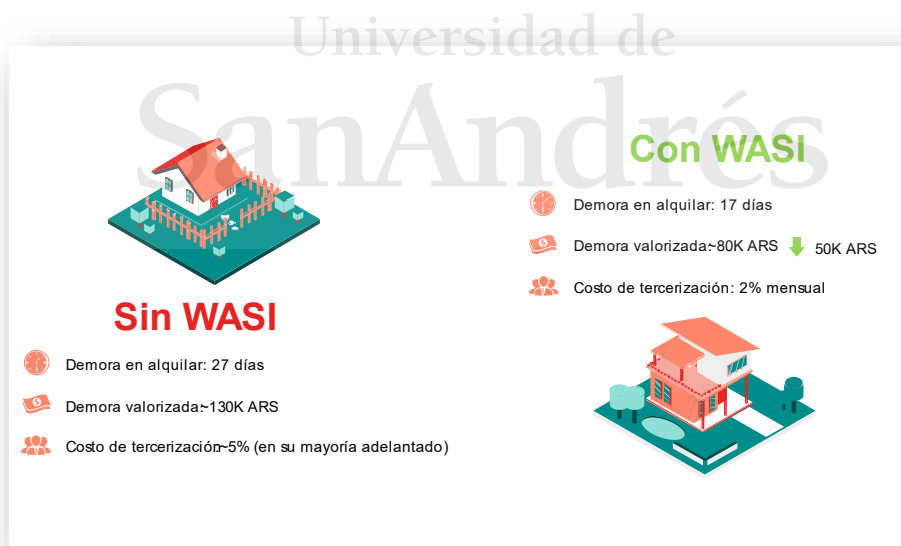 Universidad de
SanAndrés
Sin WASI
Demora en alquilar: 27 días
Demora valorizada:~130K ARS
Costo de tercerización~5% (en su mayoría adelantado)
Con WASI
Demora en alquilar: 17 días
Demora valorizada:~80K ARS 50K ARS
Costo de tercerización: 2% mensual